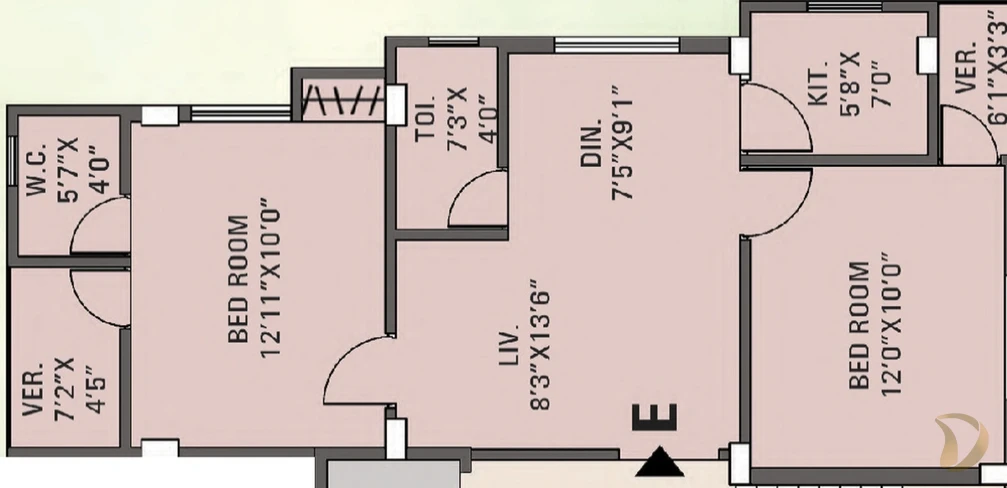 W.C.
5'7"X
4'0"
VER.
7'2"X
4'5"
BED ROOM
12'11"X10'0"
TOI.
7'3"X
4'0"
DIN.
7'5"X9'1"
LIV.
8'3"X13'6"
E
KIT.
5'8"X
7'0"
VER.
6'1"X3'3"
BED ROOM
12'0"X10'0"